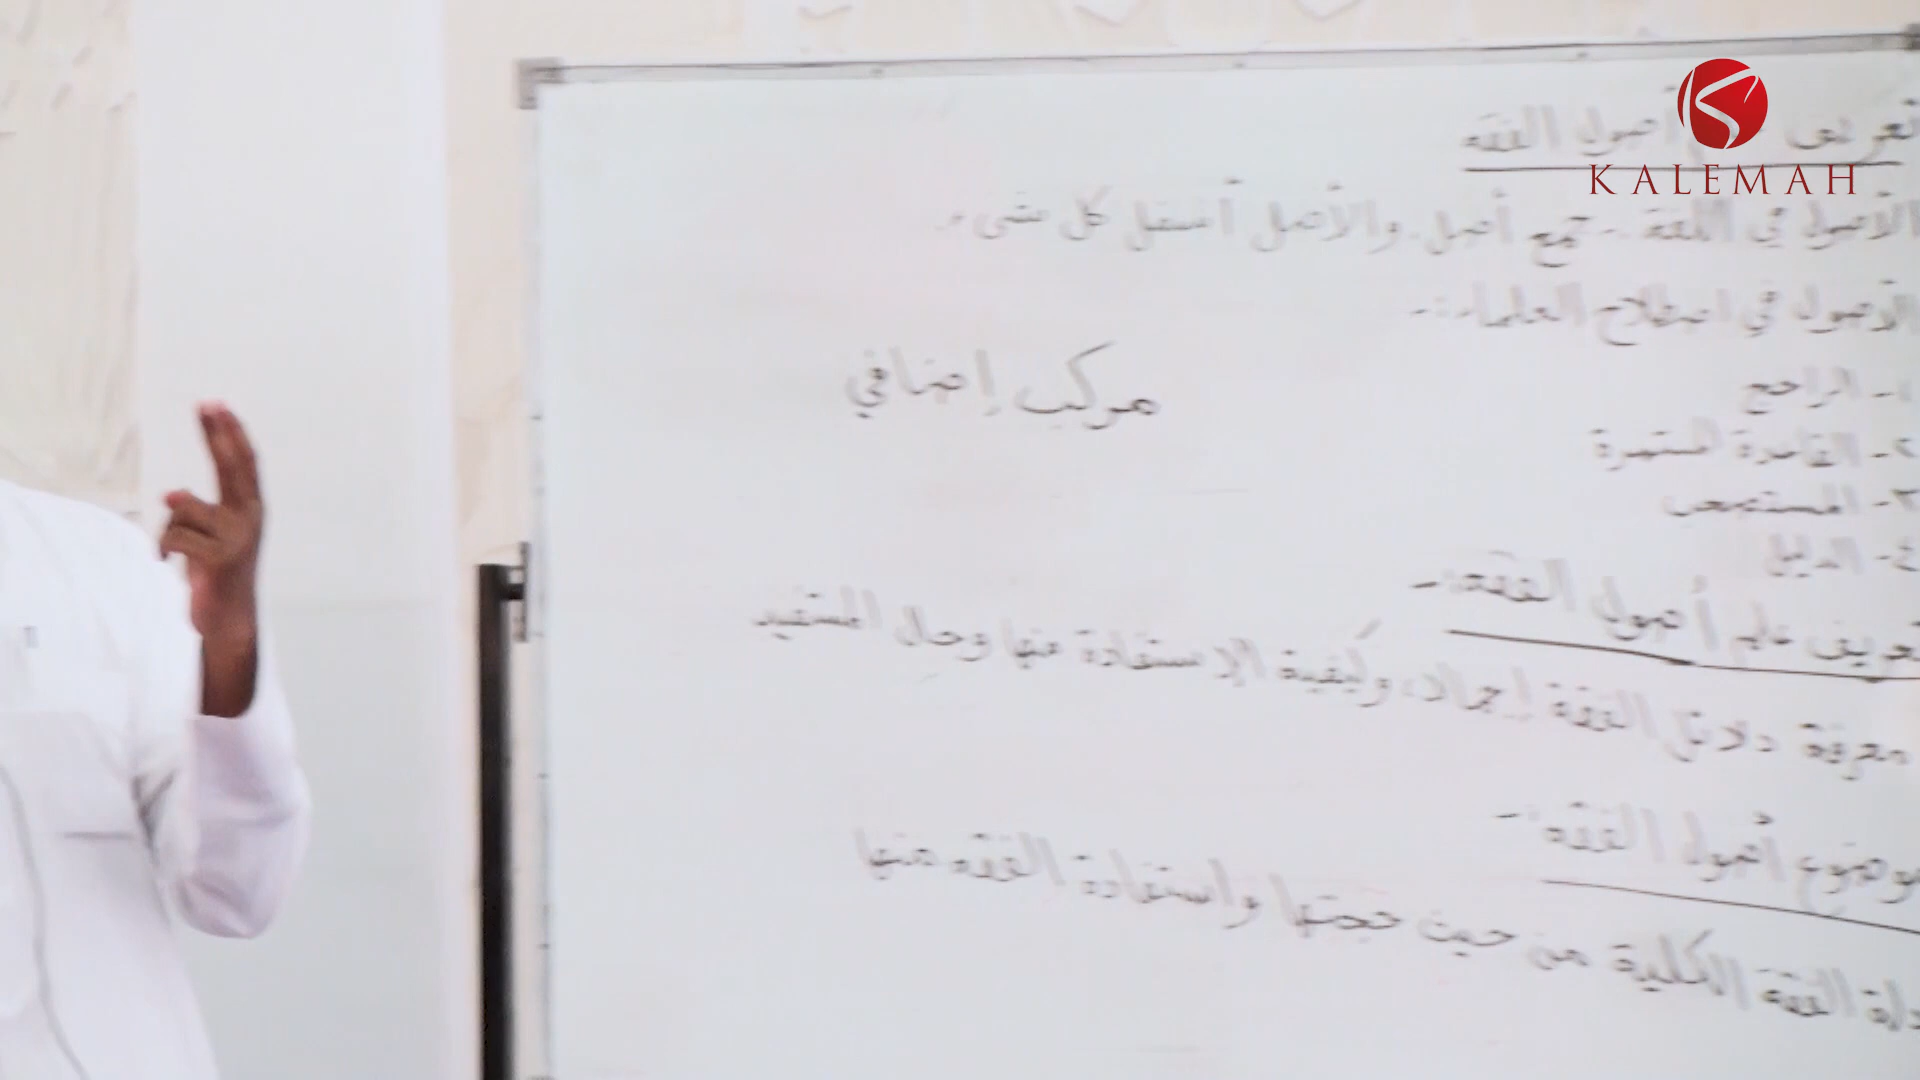 تعريف علم أصول الفقه
KALEMAH
الأصول في اللغة :- جمع أصل. والأصل أسفل كل شيء.
الأصول في اصطلاح العلماء :-
مركب إضافي
١- الراجح
٢- القاعدة المستمرة
٣- المستصحب
٤- الدليل
تعريف علم أصول الفقه :-
معرفة دلائل الفقه إجمالا، وكيفية الإستفادة منها وحال المستفيد
موضوع أصول الفقه :-
أدلة الفقه الكلية من حيث حجيتها واستفادة الفقه منها